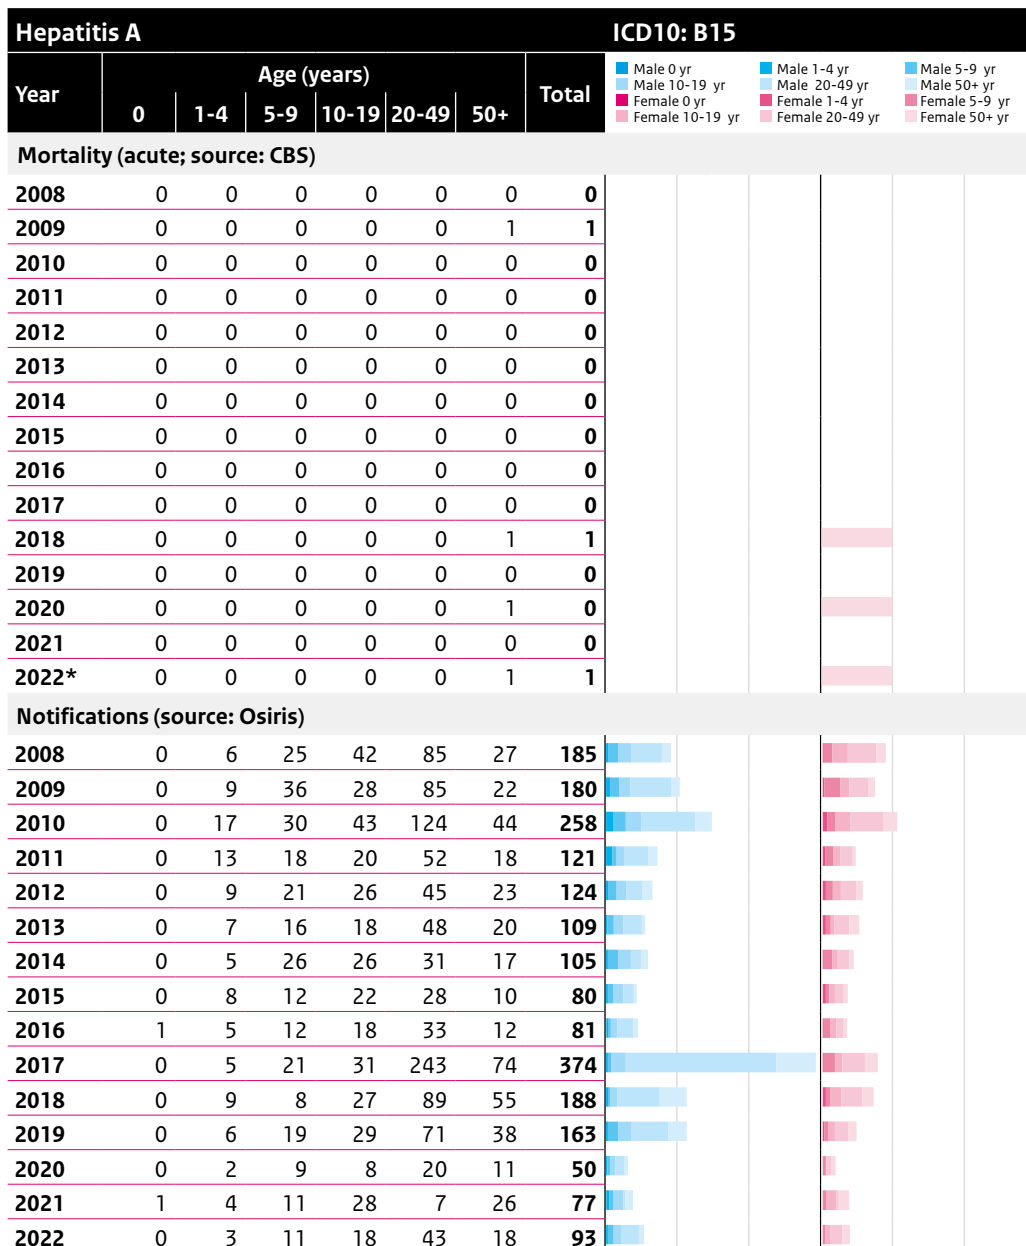 Hepatitis A ICD10: B15
Year Age (years) Total
0 1-4 5-9 10-19 20-49 50+
Male 0 yr Male 1-4 yr Male 5-9 yr
Male 10-19 yr Male 20-49 yr Male 50+ yr
Female 0 yr Female 1-4 yr Female 5-9 yr
Female 10-19 yr Female 20-49 yr Female 50+ yr
Mortality (acute; source: CBS)
2008 0 0 0 0 0 0 0
2009 0 0 0 0 0 1 1
2010 0 0 0 0 0 0 0
2011 0 0 0 0 0 0 0
2012 0 0 0 0 0 0 0
2013 0 0 0 0 0 0 0
2014 0 0 0 0 0 0 0
2015 0 0 0 0 0 0 0
2016 0 0 0 0 0 0 0
2017 0 0 0 0 0 0 0
2018 0 0 0 0 0 1 1
2019 0 0 0 0 0 0 0
2020 0 0 0 0 0 1 0
2021 0 0 0 0 0 0 0
2022* 0 0 0 0 0 1 1
Notifications (source: Osiris)
2008 0 6 25 42 85 27 185
2009 0 9 36 28 85 22 180
2010 0 17 30 43 124 44 258
2011 0 13 18 20 52 18 121
2012 0 9 21 26 45 23 124
2013 0 7 16 18 48 20 109
2014 0 5 26 26 31 17 105
2015 0 8 12 22 28 10 80
2016 1 5 12 18 33 12 81
2017 0 5 21 31 243 74 374
2018 0 9 8 27 89 55 188
2019 0 6 19 29 71 38 163
2020 0 2 9 8 20 11 50
2021 1 4 11 28 7 26 77
2022 0 3 11 18 43 18 93